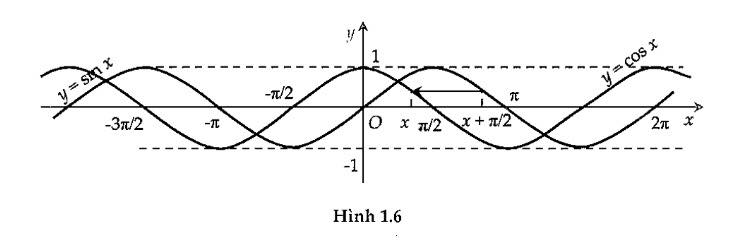 y
1
y = sin x
y = cos x
-π/2
π
-3π/2
-π
O
x
π/2
x + π/2
2π
x
-1
Hình 1.6